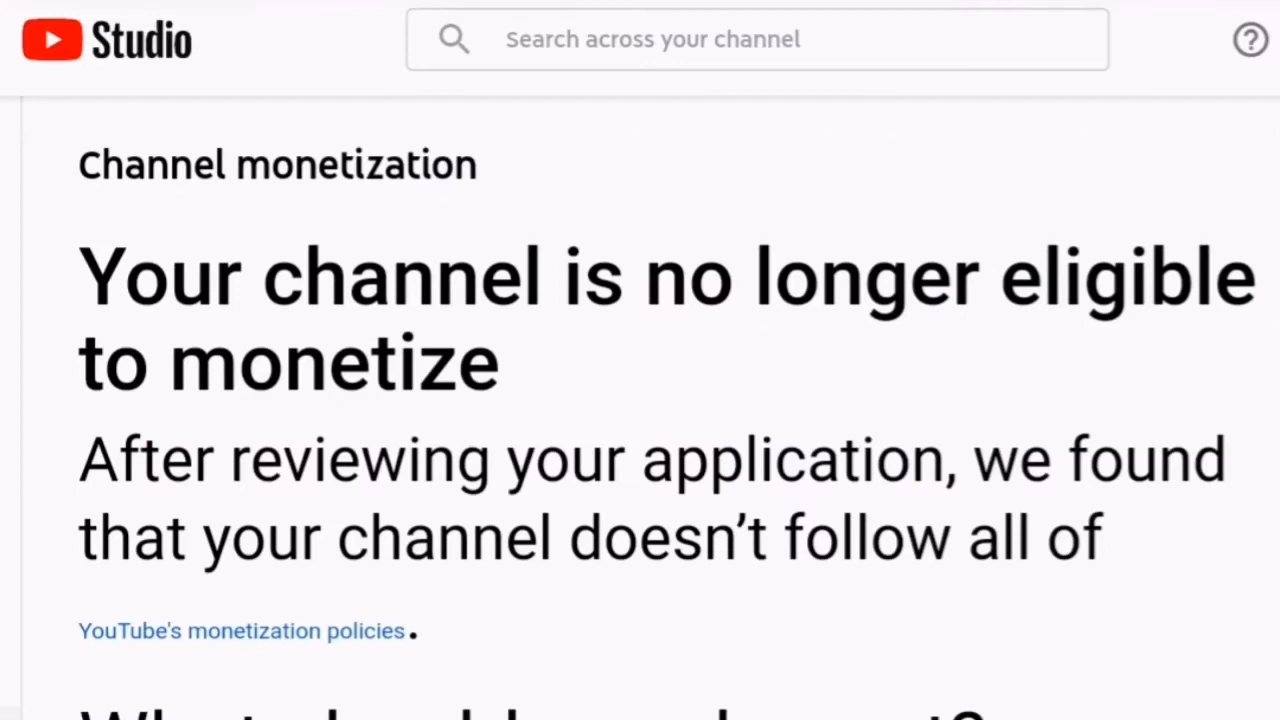 Studio
Search across your channel
Channel monetization
Your channel is no longer eligible
to monetize
After reviewing your application, we found
that your channel doesn’t follow all of
YouTube's monetization policies.